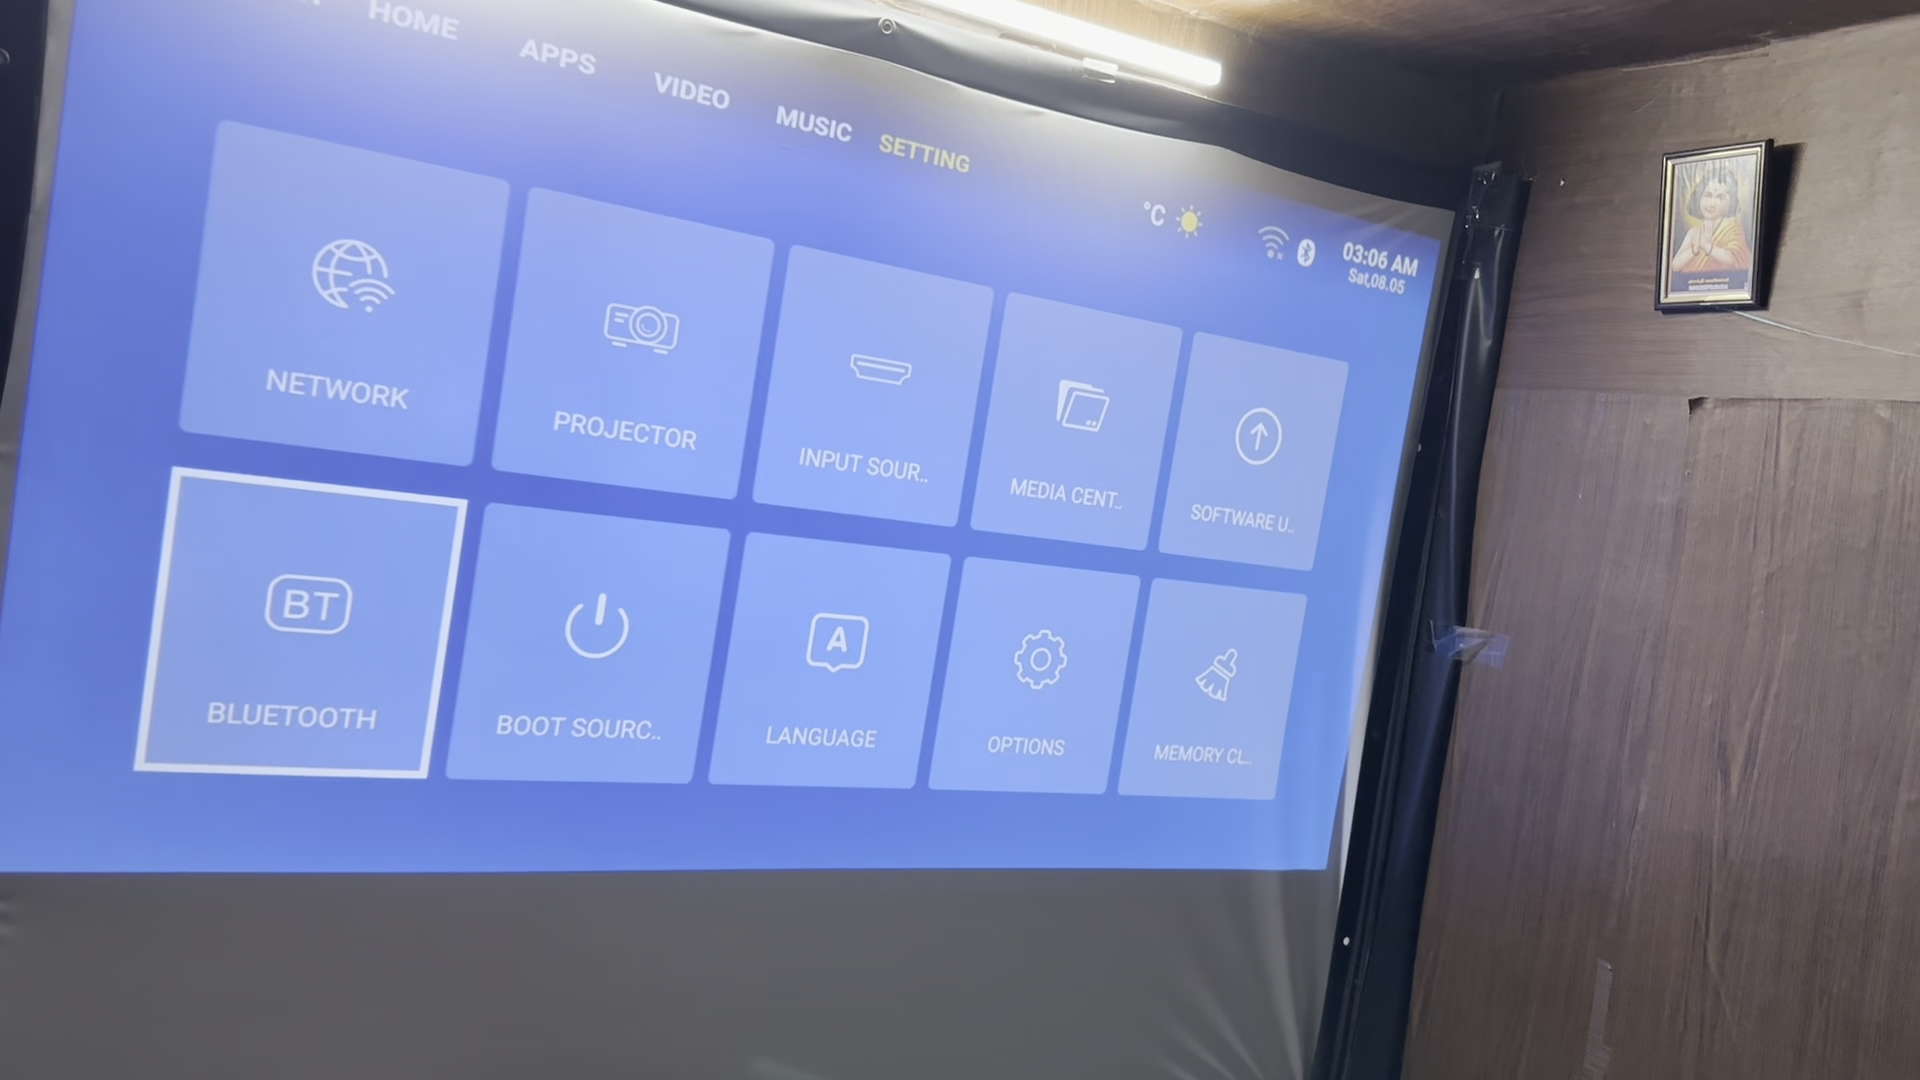 HOME
APPS
VIDEO
MUSIC
SETTING
°C
03:06 AM
Sat,08.05
NETWORK
PROJECTOR
INPUT SOUR..
MEDIA CENT..
SOFTWARE U..
BT
BLUETOOTH
BOOT SOURC..
A
LANGUAGE
OPTIONS
MEMORY CL..